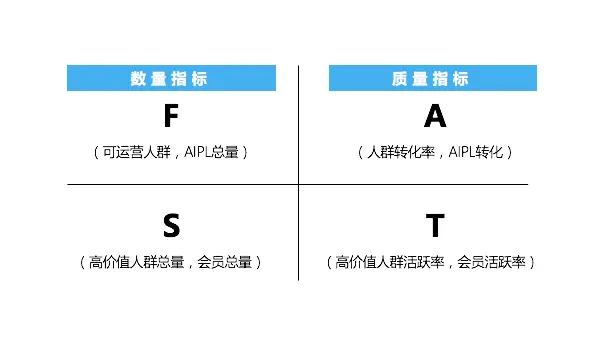 数量指标
质量指标
F
A
（可运营人群，AIPL总量）
（人群转化率，AIPL转化）
S
T
（高价值人群总量，会员总量）
（高价值人群活跃率，会员活跃率）